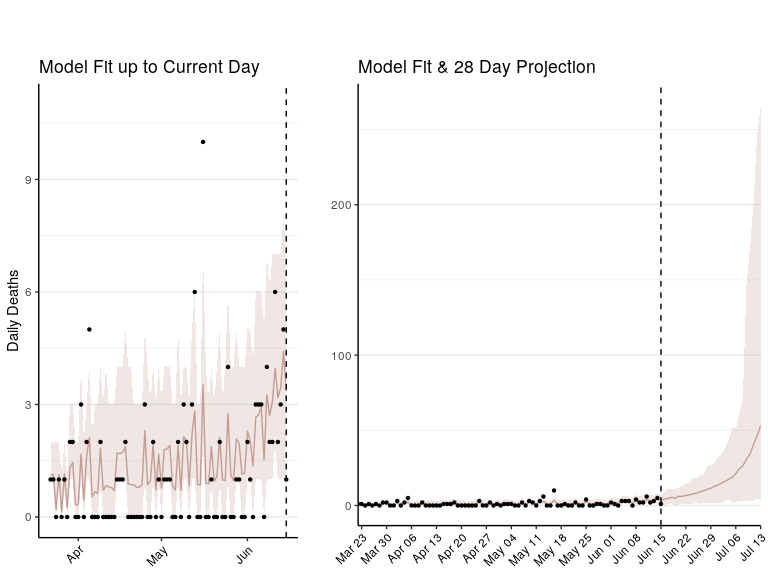 Model Fit up to Current Day
Model Fit & 28 Day Projection
Daily Deaths
9
6
3
0
Apr
May
Jun
200
100
0
Mar 23
Mar 30
Apr 06
Apr 13
Apr 20
Apr 27
May 04
May 11
May 18
May 25
Jun 01
Jun 08
Jun 15
Jun 22
Jun 29
Jul 06
Jul 13